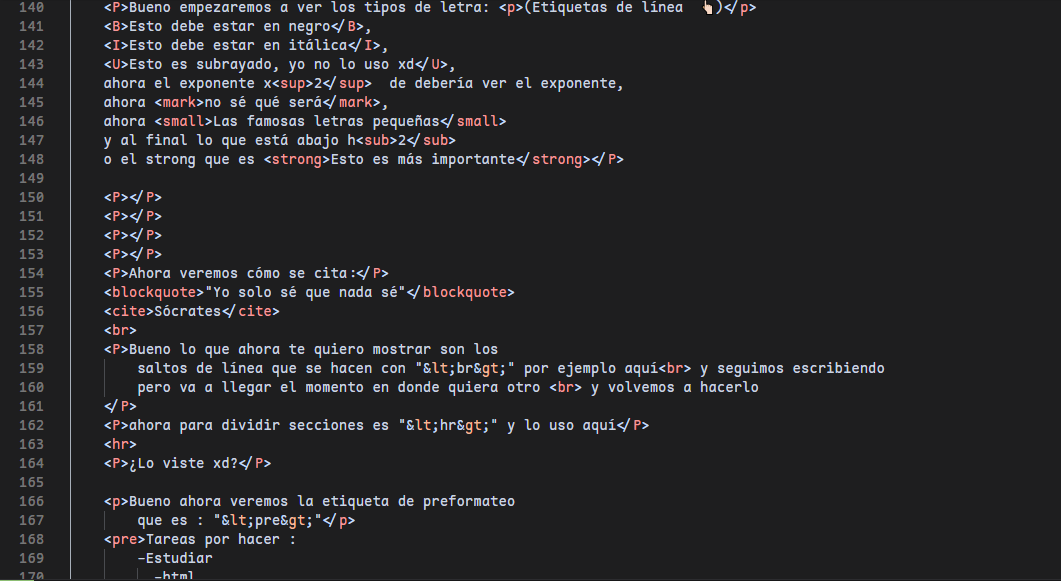 140 <P>Bueno empezaremos a ver los tipos de letra: <p>(Etiquetas de línea 👆)</p>
141 <B>Esto debe estar en negro</B>,
142 <I>Esto debe estar en itálica</I>,
143 <U>Esto es subrayado, yo no lo uso xd</U>,
144 ahora el exponente x<sup>2</sup>  de debería ver el exponente,
145 ahora <mark>no sé qué será</mark>,
146 ahora <small>Las famosas letras pequeñas</small>
147 y al final lo que está abajo h<sub>2</sub>
148 o el strong que es <strong>Esto es más importante</strong></P>
149
150 <P></P>
151 <P></P>
152 <P></P>
153 <P></P>
154 <P>Ahora veremos cómo se cita:</P>
155 <blockquote>"Yo solo sé que nada sé"</blockquote>
156 <cite>Sócrates</cite>
157 <br>
158 <P>Bueno lo que ahora te quiero mostrar son los
159     saltos de línea que se hacen con "&lt;br&gt;" por ejemplo aquí<br> y seguimos escribiendo
160     pero va a llegar el momento en donde quiera otro <br> y volvemos a hacerlo
161 </P>
162 <P>ahora para dividir secciones es "&lt;hr&gt;" y lo uso aquí</P>
163 <hr>
164 <P>¿Lo viste xd?</P>
165
166 <p>Bueno ahora veremos la etiqueta de preformateo
167     que es : "&lt;pre&gt;"</p>
168 <pre>Tareas por hacer :
169     -Estudiar
170       -html